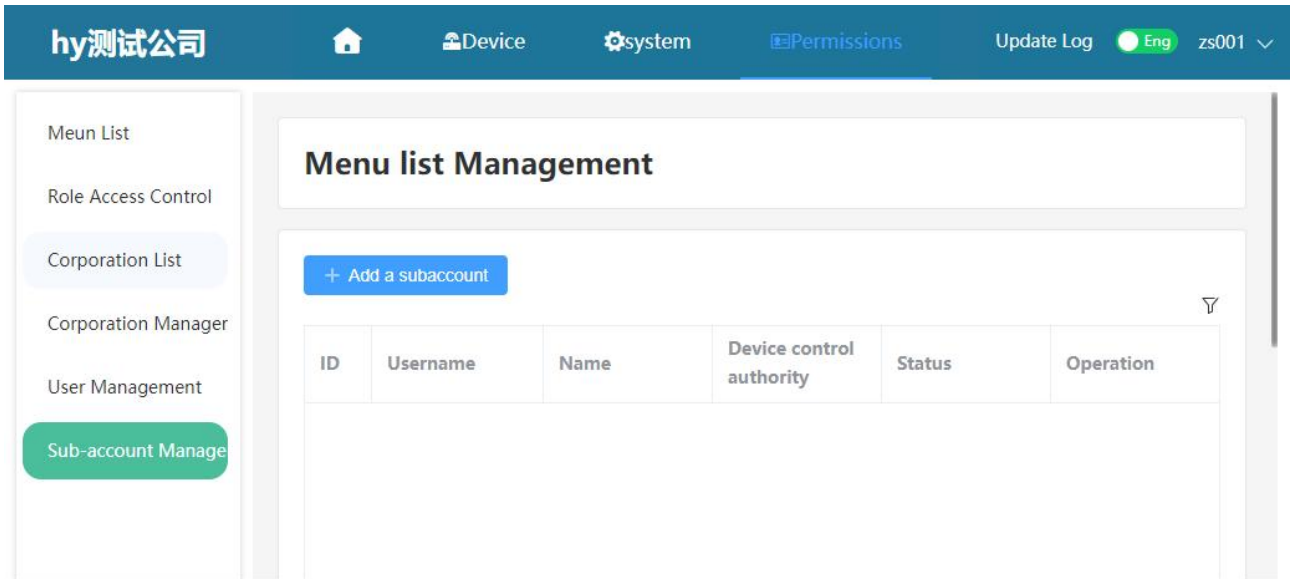 hy测试公司
Device
system
Permissions
Update Log
Eng
zs001
Meun List
Role Access Control
Corporation List
Corporation Manager
User Management
Sub-account Manage
Menu list Management
+ Add a subaccount
ID
Username
Name
Device control
authority
Status
Operation